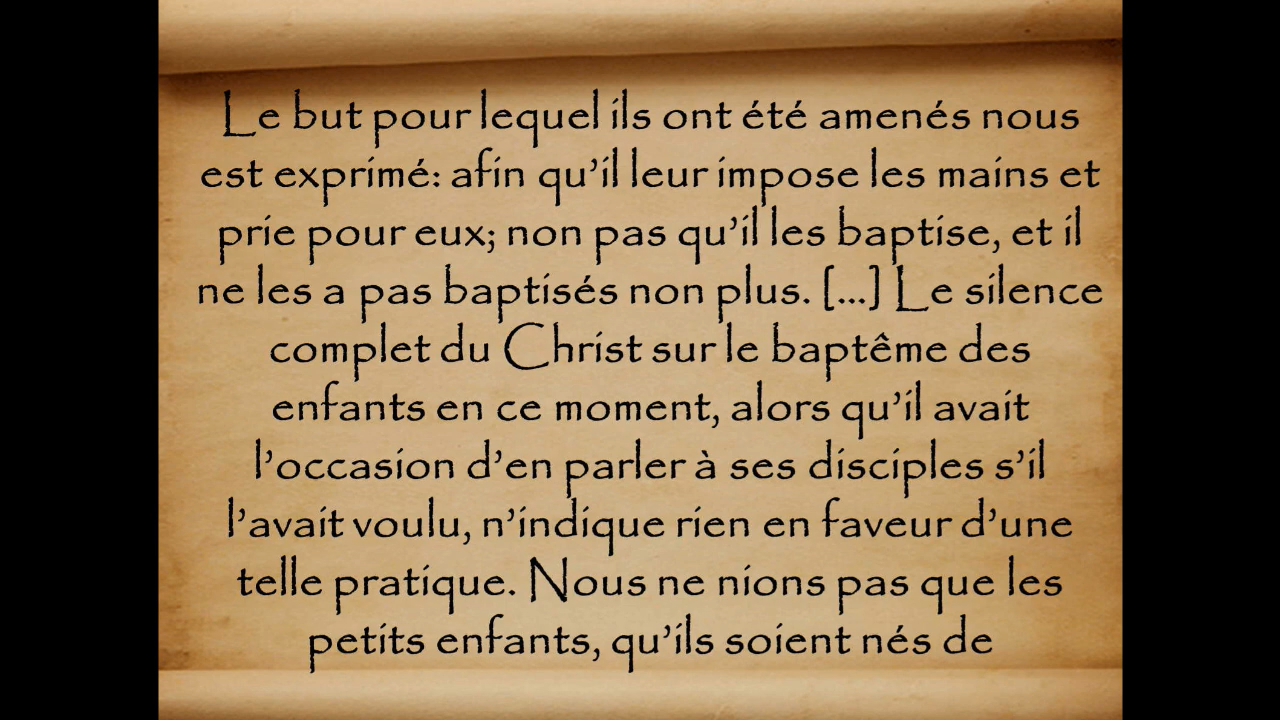 Le but pour lequel ils ont été amenés nous
est exprimé: afin qu’il leur impose les mains et
prie pour eux; non pas qu’il les baptise, et il
ne les a pas baptisés non plus. [...] Le silence
complet du Christ sur le baptême des
enfants en ce moment, alors qu’il avait
l’occasion d’en parler à ses disciples s’il
l’avait voulu, n’indique rien en faveur d’une
telle pratique. Nous ne nions pas que les
petits enfants, qu’ils soient nés de